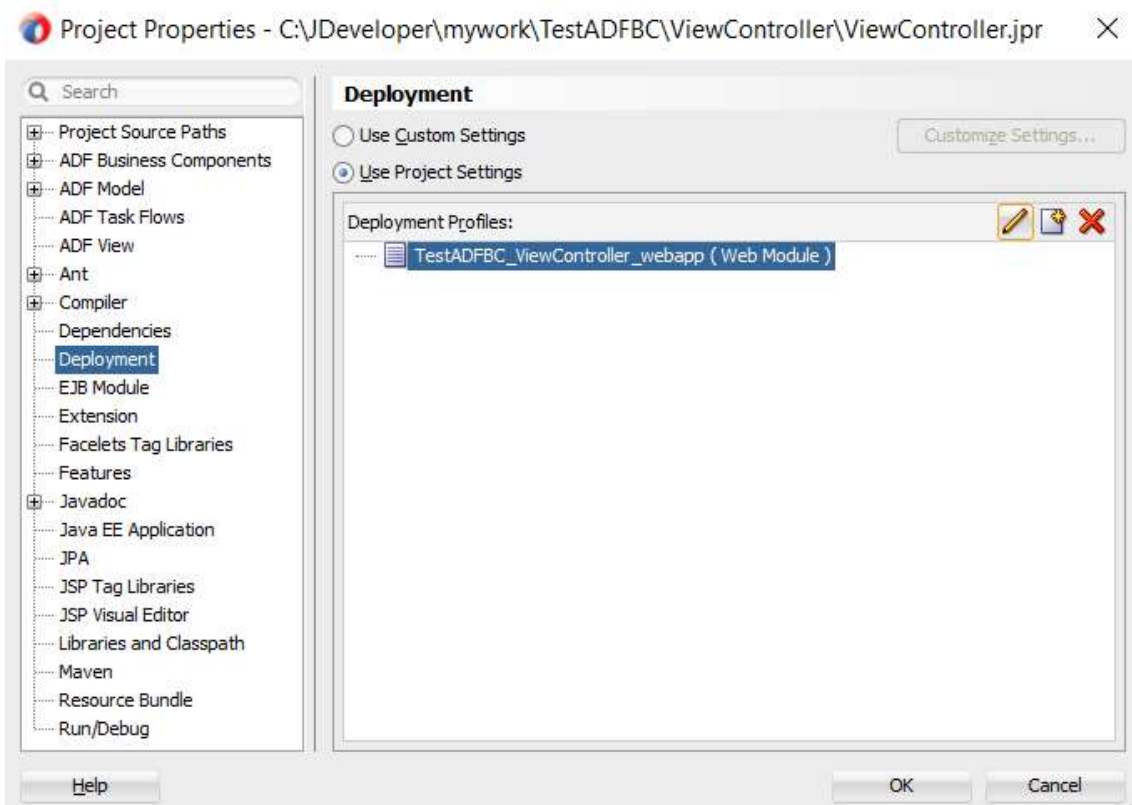 Project Properties - C:\JDeveloper\mywork\TestADFBC\ViewController\ViewController.jpr
Search
Project Source Paths
ADF Business Components
ADF Model
ADF Task Flows
ADF View
Ant
Compiler
Dependencies
Deployment
EJB Module
Extension
Facelets Tag Libraries
Features
Javadoc
Java EE Application
JPA
JSP Tag Libraries
JSP Visual Editor
Libraries and Classpath
Maven
Resource Bundle
Run/Debug
Deployment
Use Custom Settings
Customize Settings...
Use Project Settings
Deployment Profiles:
TestADFBC_ViewController_webapp ( Web Module )
Help
OK
Cancel